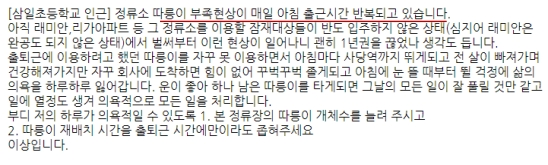 [삼일초등학교 인근] 정류소 따릉이 부족현상이 매일 아침 출근시간 반복되고 있습니다.
아직 래미안,리가아파트 등 그 정류소를 이용할 잠재대상들이 반도 입주하지 않은 상태(심지어 래미안은
완공도 되지 않은 상태)에서 벌써부터 이런 현상이 일어나니 괜히 1년권을 끊었나 생각도 듭니다.
출퇴근에 이용하려고 했던 따릉이를 자꾸 못 이용하면서 아침마다 사당역까지 뛰게되고 전 살이 빠져가며
건강해져가지만 자꾸 회사에 도착하면 힘이 없어 꾸벅꾸벅 졸게되고 아침에 눈 뜰 때부터 뛸 걱정에 삶의
의욕을 하루하루 잃어갑니다. 운이 좋아 하나 남은 따릉이를 타게되면 그날의 모든 일이 잘 풀릴 것만 같고
일에 열정도 생겨 의욕적으로 모든 일을 처리합니다.
부디 저의 하루가 의욕적일 수 있도록 1. 본 정류장의 따릉이 개체수를 늘려 주시고
2. 따릉이 재배치 시간을 출퇴근 시간에만이라도 좁혀주세요
이상입니다.